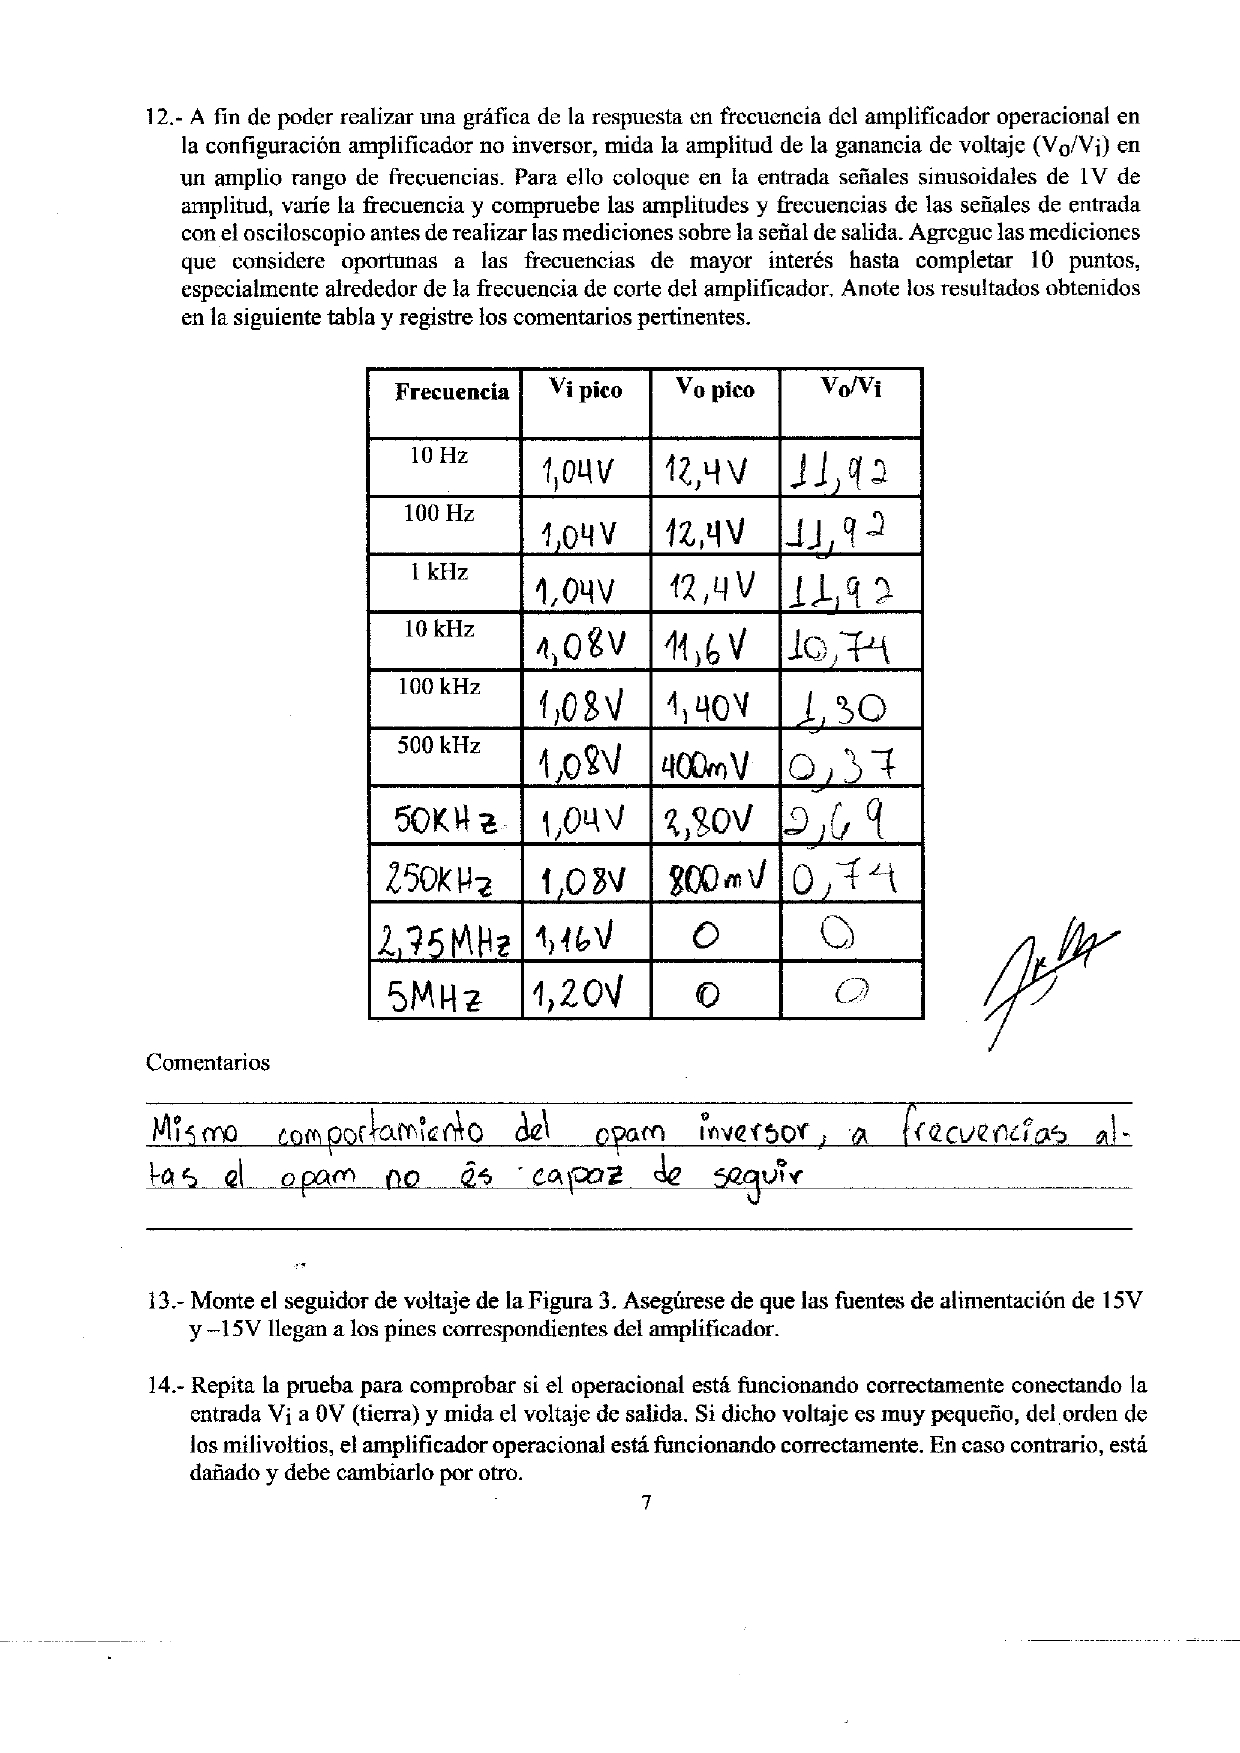 12.- A fin de poder realizar una gráfica de la respuesta en frecuencia del amplificador operacional en
la configuración amplificador no inversor, mida la amplitud de la ganancia de voltaje (Vo/Vi) en
un amplio rango de frecuencias. Para ello coloque en la entrada señales sinusoidales de 1V de
amplitud, varíe la frecuencia y compruebe las amplitudes y frecuencias de las señales de entrada
con el osciloscopio antes de realizar las mediciones sobre la señal de salida. Agregue las mediciones
que considere oportunas a las frecuencias de mayor interés hasta completar 10 puntos,
especialmente alrededor de la frecuencia de corte del amplificador. Anote los resultados obtenidos
en la siguiente tabla y registre los comentarios pertinentes.
Frecuencia Vi pico Vo pico Vo/Vi
10 Hz 1,04V 12,4V 11,92
100 Hz 1,04V 12,4V 11,92
1 kHz 1,04V 12,4V 11,92
10 kHz 1,08V 11,6V 10,74
100 kHz 1,08V 1,40V 1,30
500 kHz 1,08V 400mV 0,37
50KHz 1,04V 2,80V 2,69
250KHz 1,08V 800mV 0,74
2,75MHz 1,16V 0 0
5MHz 1,20V 0 0
Comentarios
Mismo comportamiento del opam inversor, a frecuencias al-
tas el opam no es capaz de seguir
13.- Monte el seguidor de voltaje de la Figura 3. Asegúrese de que las fuentes de alimentación de 15V
y –15V llegan a los pines correspondientes del amplificador.
14.- Repita la prueba para comprobar si el operacional está funcionando correctamente conectando la
entrada Vi a 0V (tierra) y mida el voltaje de salida. Si dicho voltaje es muy pequeño, del orden de
los milivoltios, el amplificador operacional está funcionando correctamente. En caso contrario, está
dañado y debe cambiarlo por otro.
7